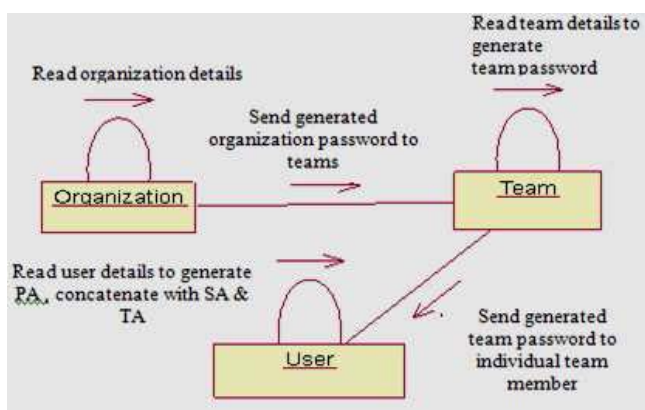 Read team details to
generate
team password
Read organization details
Send generated
organization password to
teams
Organization
Team
Read user details to generate
PA, concatenate with SA &
TA
Send generated
team password to
individual team
member
User